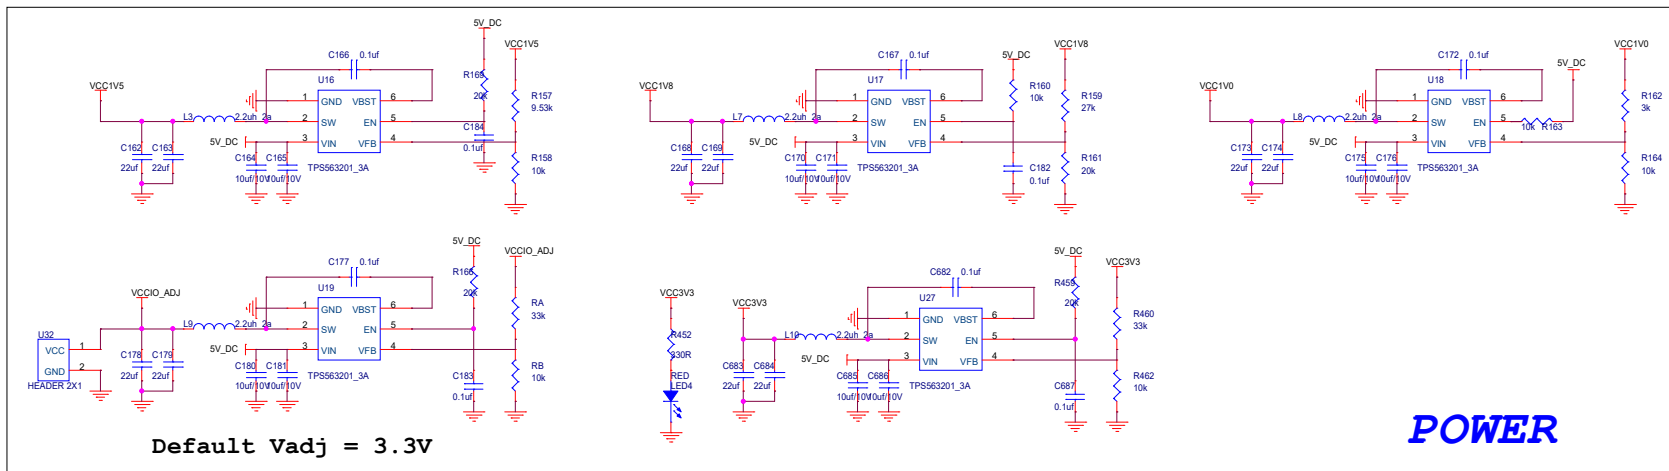 5V_DC
VCC1V5
C166 0.1uf
U16
VCC1V5
R169
20k
R157
9.53k
1 GND VBST 6
L3 2.2uh_2a 2 SW EN 5
5V_DC 3 VIN VFB 4
C184
0.1uf
C162 C163
22uf 22uf
C164 C165
10uf/10V 10uf/10V
TPS563201_3A
R158
10k
VCC1V8
C167 0.1uf
U17
5V_DC
VCC1V8
R160
10k
R159
27k
1 GND VBST 6
L7 2.2uh_2a 2 SW EN 5
5V_DC 3 VIN VFB 4
C168 C169
22uf 22uf
C170 C171
10uf/10V 10uf/10V
TPS563201_3A
C182
0.1uf
R161
20k
VCC1V0
C172 0.1uf
U18
5V_DC
VCC1V0
R162
3k
1 GND VBST 6
L8 2.2uh_2a 2 SW EN 5
10k R163
5V_DC 3 VIN VFB 4
C173 C174
22uf 22uf
C175 C176
10uf/10V 10uf/10V
TPS563201_3A
R164
10k
5V_DC
VCCIO_ADJ
C177 0.1uf
U19
R166
20k
VCCIO_ADJ
RA
33k
1 GND VBST 6
L9 2.2uh_2a 2 SW EN 5
5V_DC 3 VIN VFB 4
U32
VCC 1
GND 2
HEADER 2X1
C178 C179
22uf 22uf
C180 C181
10uf/10V 10uf/10V
TPS563201_3A
C183
0.1uf
RB
10k
VCC3V3
R452
330R
RED
LED4
VCC3V3
C682 0.1uf
U27
5V_DC
R459
20k
VCC3V3
R460
33k
1 GND VBST 6
L10 2.2uh_2a 2 SW EN 5
5V_DC 3 VIN VFB 4
C683 C684
22uf 22uf
C685 C686
10uf/10V 10uf/10V
TPS563201_3A
C687
0.1uf
R462
10k
Default Vadj = 3.3V
POWER